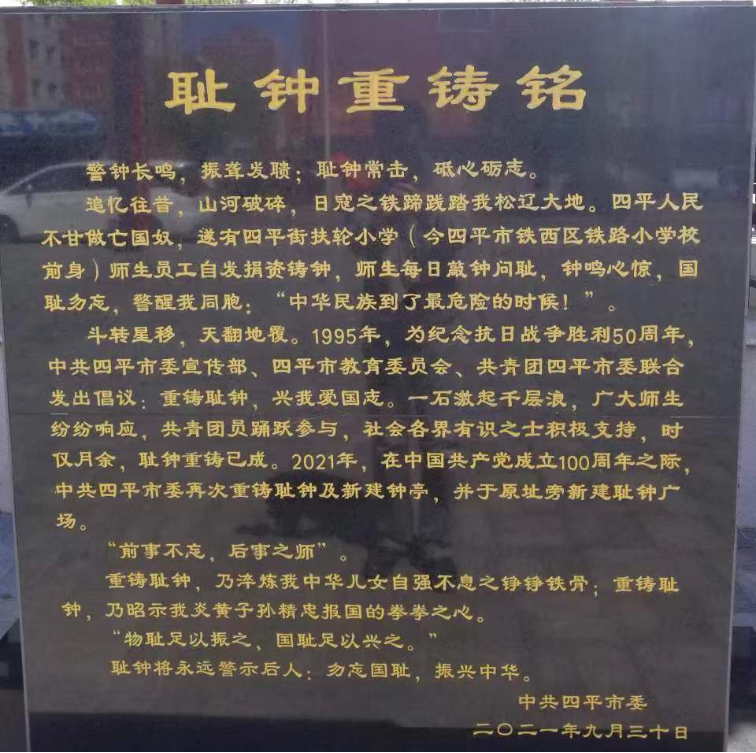 耻钟重铸铭
警钟长鸣，振聋发聩；耻钟常击，砥心砺志。
追忆往昔，山河破碎，日寇之铁蹄践踏我松辽大地。四平人民
不甘做亡国奴，遂有四平街扶轮小学（今四平市铁西区铁路小学校
前身）师生员工自发捐资铸钟，师生每日敲钟问耻，钟鸣心惊，国
耻勿忘，警醒我同胞：“中华民族到了最危险的时候！”。
斗转星移，天翻地覆。1995年，为纪念抗日战争胜利50周年，
中共四平市委宣传部、四平市教育委员会、共青团四平市委联合
发出倡议：重铸耻钟，兴我爱国志。一石激起千层浪，广大师生
纷纷响应，共青团员踊跃参与，社会各界有识之士积极支持，时
仅月余，耻钟重铸已成。2021年，在中国共产党成立100周年之际，
中共四平市委再次重铸耻钟及新建钟亭，并于原址旁新建耻钟广
场。
“前事不忘，后事之师”。
重铸耻钟，乃淬炼我中华儿女自强不息之铮铮铁骨；重铸耻
钟，乃昭示我炎黄子孙精忠报国的拳拳之心。
“物耻足以振之，国耻足以兴之。”
耻钟将永远警示后人：勿忘国耻，振兴中华。
中共四平市委
二〇二一年九月三十日